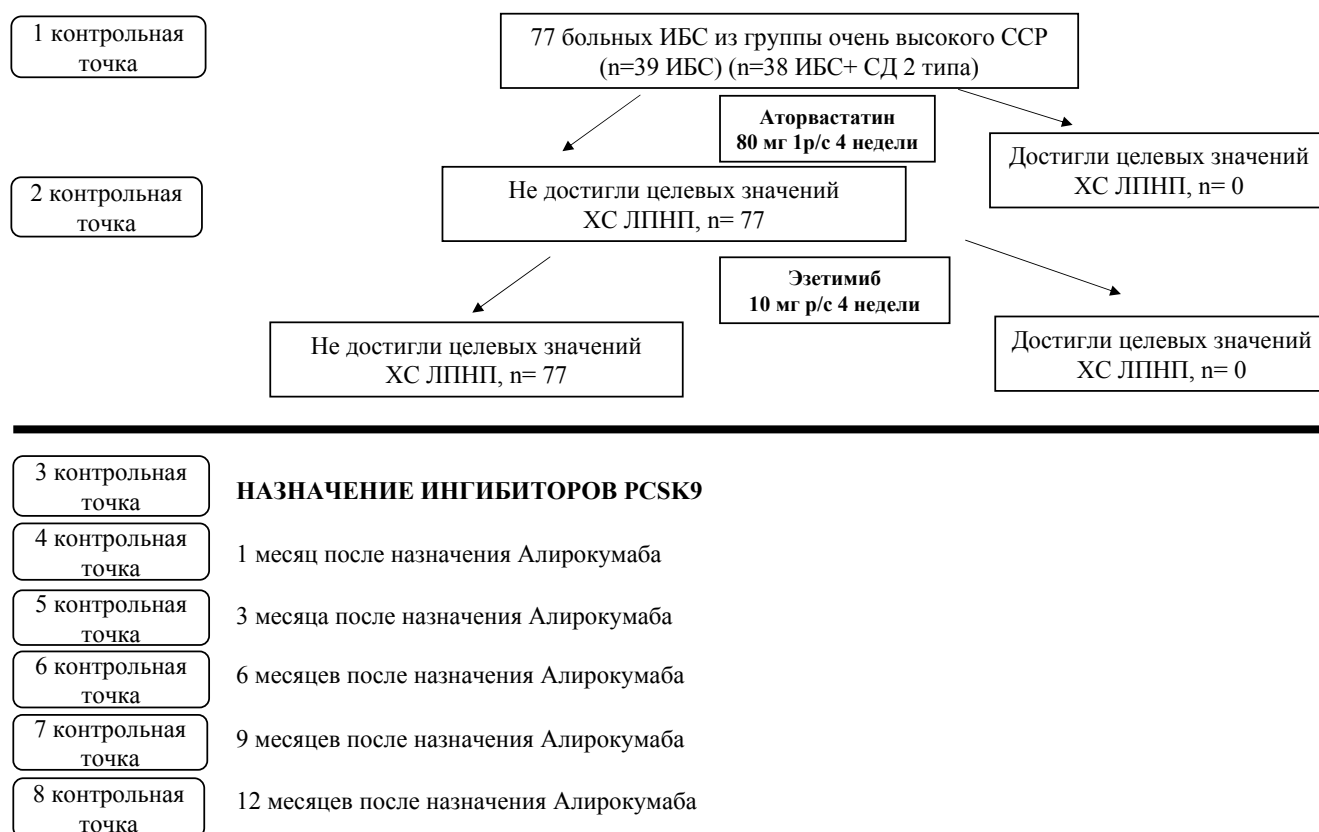 1 контрольная
точка
77 больных ИБС из группы очень высокого ССР
(n=39 ИБС) (n=38 ИБС+ СД 2 типа)
Аторвастатин
80 мг 1р/с 4 недели
Достигли целевых значений
ХС ЛПНП, n= 0
2 контрольная
точка
Не достигли целевых значений
ХС ЛПНП, n= 77
Эзетимиб
10 мг р/с 4 недели
Не достигли целевых значений
ХС ЛПНП, n= 77
Достигли целевых значений
ХС ЛПНП, n= 0
3 контрольная
точка
НАЗНАЧЕНИЕ ИНГИБИТОРОВ PCSK9
4 контрольная
точка
1 месяц после назначения Алирокумаба
5 контрольная
точка
3 месяца после назначения Алирокумаба
6 контрольная
точка
6 месяцев после назначения Алирокумаба
7 контрольная
точка
9 месяцев после назначения Алирокумаба
8 контрольная
точка
12 месяцев после назначения Алирокумаба